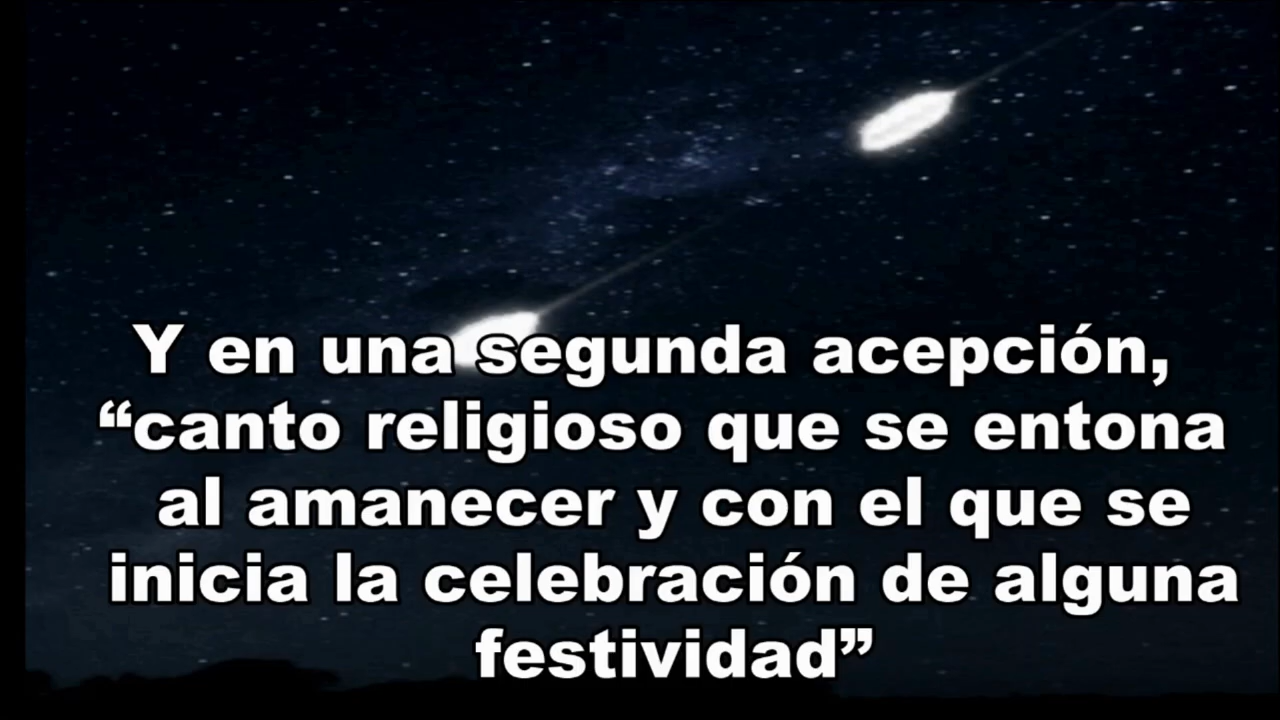 Y en una segunda acepción,
“canto religioso que se entona
al amanecer y con el que se
inicia la celebración de alguna
festividad”